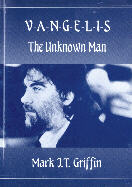 V·A·N·G·E·L·I·S
The Unknown Man
Mark J.T. Griffin